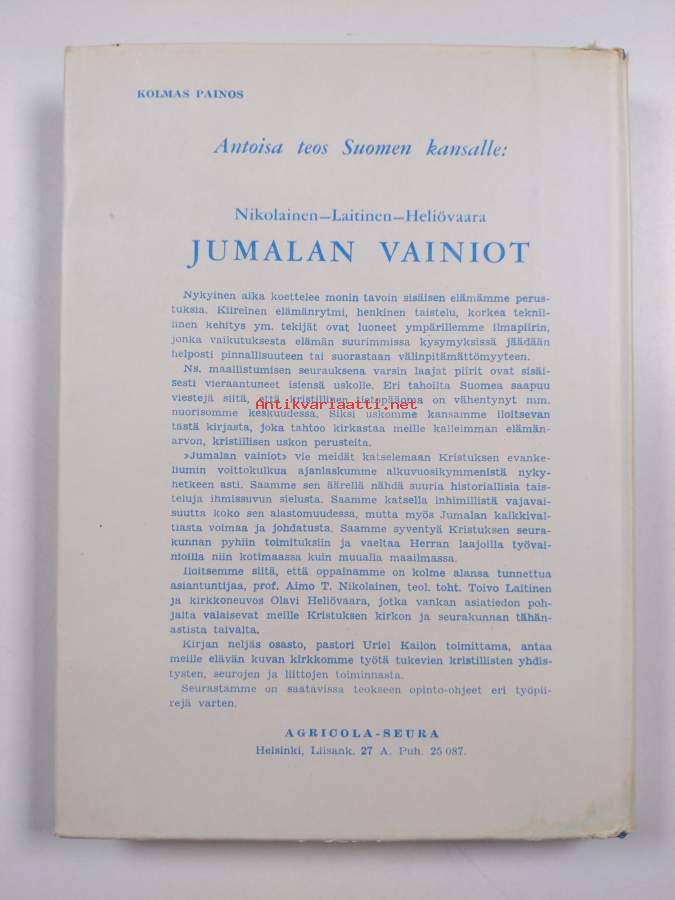 KOLMAS PAINOS
Antoisa teos Suomen kansalle:
Nikolainen—Laitinen—Heliövaara
JUMALAN VAINIOT
Nykyinen aika koettelee monin tavoin sisäisen elämämme perus-
tuksia. Kiireinen elämänrytmi, henkinen taistelu, korkea teknil-
linen kehitys ym. tekijät ovat luoneet ympärillemme ilmapiirin,
jonka vaikutuksesta elämän suurimmissa kysymyksissä jäädään
helposti pinnallisuuteen tai suorastaan välinpitämättömyyteen.
Ns. maallistumisen seurauksena varsin laajat piirit ovat sisäi-
sesti vieraantuneet isiensä uskolle. Eri tahoilta Suomea saapuu
viestejä siitä, että kristillinen tietopääoma on vähentynyt mm.
Antikvariaatti.net
nuorisomme keskuudessa. Siksi uskomme kansamme iloitsevan
tästä kirjasta, joka tahtoo kirkastaa meille kalleimman elämän-
arvon, kristillisen uskon perusteita.
»Jumalan vainiot» vie meidät katselemaan Kristuksen evanke-
liumin voittokulkua ajanlaskumme alkuvuosikymmenistä nyky-
hetkeen asti. Saamme sen äärellä nähdä suuria historiallisia tais-
teluja ihmissuvun sielusta. Saamme katsella inhimillistä vajavai-
suutta koko sen alastomuudessa, mutta myös Jumalan kaikkival-
tiasta voimaa ja johdatusta. Saamme syventyä Kristuksen seura-
kunnan pyhiin toimituksiin ja vaeltaa Herran laajoilla työvai-
nioilla niin kotimaassa kuin muualla maailmassa.
Iloitsemme siitä, että oppainamme on kolme alansa tunnettua
asiantuntijaa, prof. Aimo T. Nikolainen, teol. toht. Toivo Laitinen
ja kirkkoneuvos Olavi Heliövaara, jotka vankan asiatiedon poh-
jalta valaisevat meille Kristuksen kirkon ja seurakunnan tähän-
astista taivalta.
Kirjan neljäs osasto, pastori Uriel Kailon toimittama, antaa
meille elävän kuvan kirkkomme työtä tukevien kristillisten yhdis-
tysten, seurojen ja liittojen toiminnasta.
Seurastamme on saatavissa teokseen opinto-ohjeet eri työpii-
rejä varten.
AGRICOLA-SEURA
Helsinki, Liisank. 27 A. Puh. 25 087.